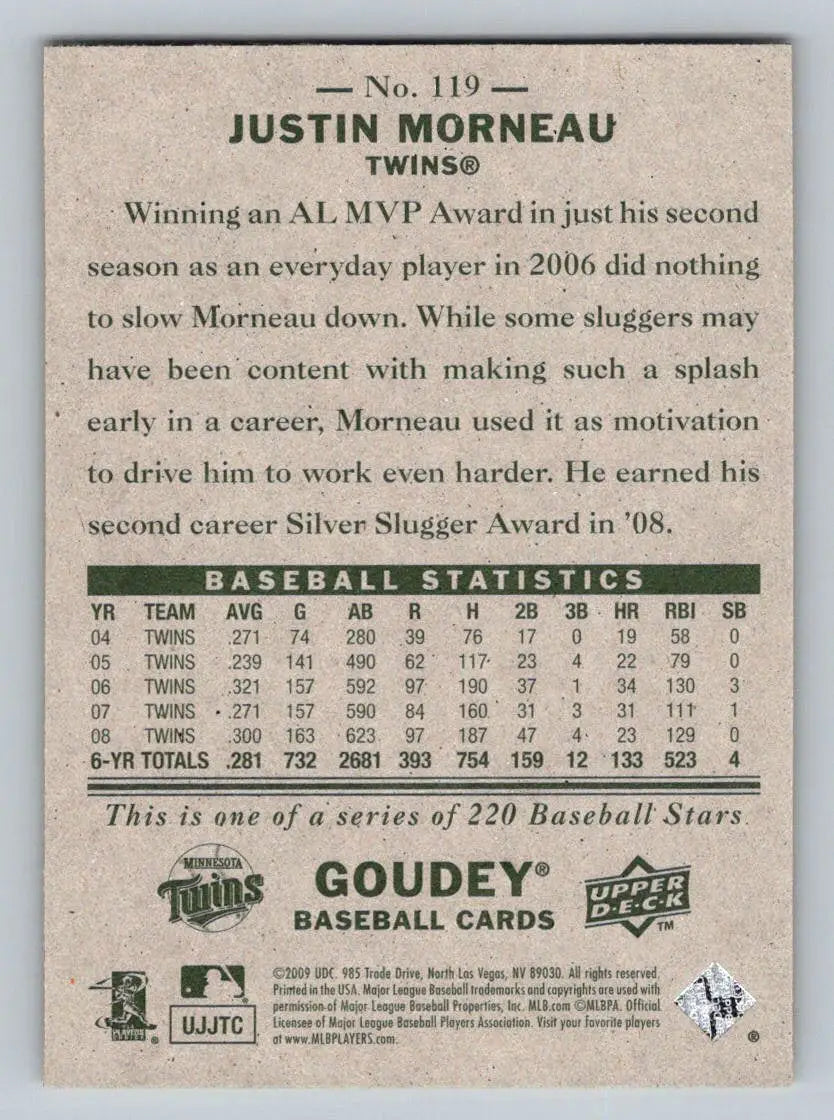 — No. 119 —
JUSTIN MORNEAU
TWINS®
Winning an AL MVP Award in just his second
season as an everyday player in 2006 did nothing
to slow Morneau down. While some sluggers may
have been content with making such a splash
early in a career, Morneau used it as motivation
to drive him to work even harder. He earned his
second career Silver Slugger Award in '08.
BASEBALL STATISTICS
YR TEAM AVG G AB R H 2B 3B HR RBI SB
04 TWINS .271 74 280 39 76 17 0 19 58 0
05 TWINS .239 141 490 62 117 23 4 22 79 0
06 TWINS .321 157 592 97 190 37 1 34 130 3
07 TWINS .271 157 590 84 160 31 3 31 111 1
08 TWINS .300 163 623 97 187 47 4 23 129 0
6-YR TOTALS .281 732 2681 393 754 159 12 133 523 4
This is one of a series of 220 Baseball Stars
MINNESOTA
Twins
GOUDEY®
BASEBALL CARDS
UPPER
D·E·C·K
TM
©2009 UDC. 985 Trade Drive, North Las Vegas, NV 89030. All rights reserved.
Printed in the USA. Major League Baseball trademarks and copyrights are used with
permission of Major League Baseball Properties, Inc. MLB.com ©MLBPA. Official
Licensee of Major League Baseball Players Association. Visit your favorite players
at www.MLBPLAYERS.com.
PLAYERS
CHOICE
®
UJJTC
®